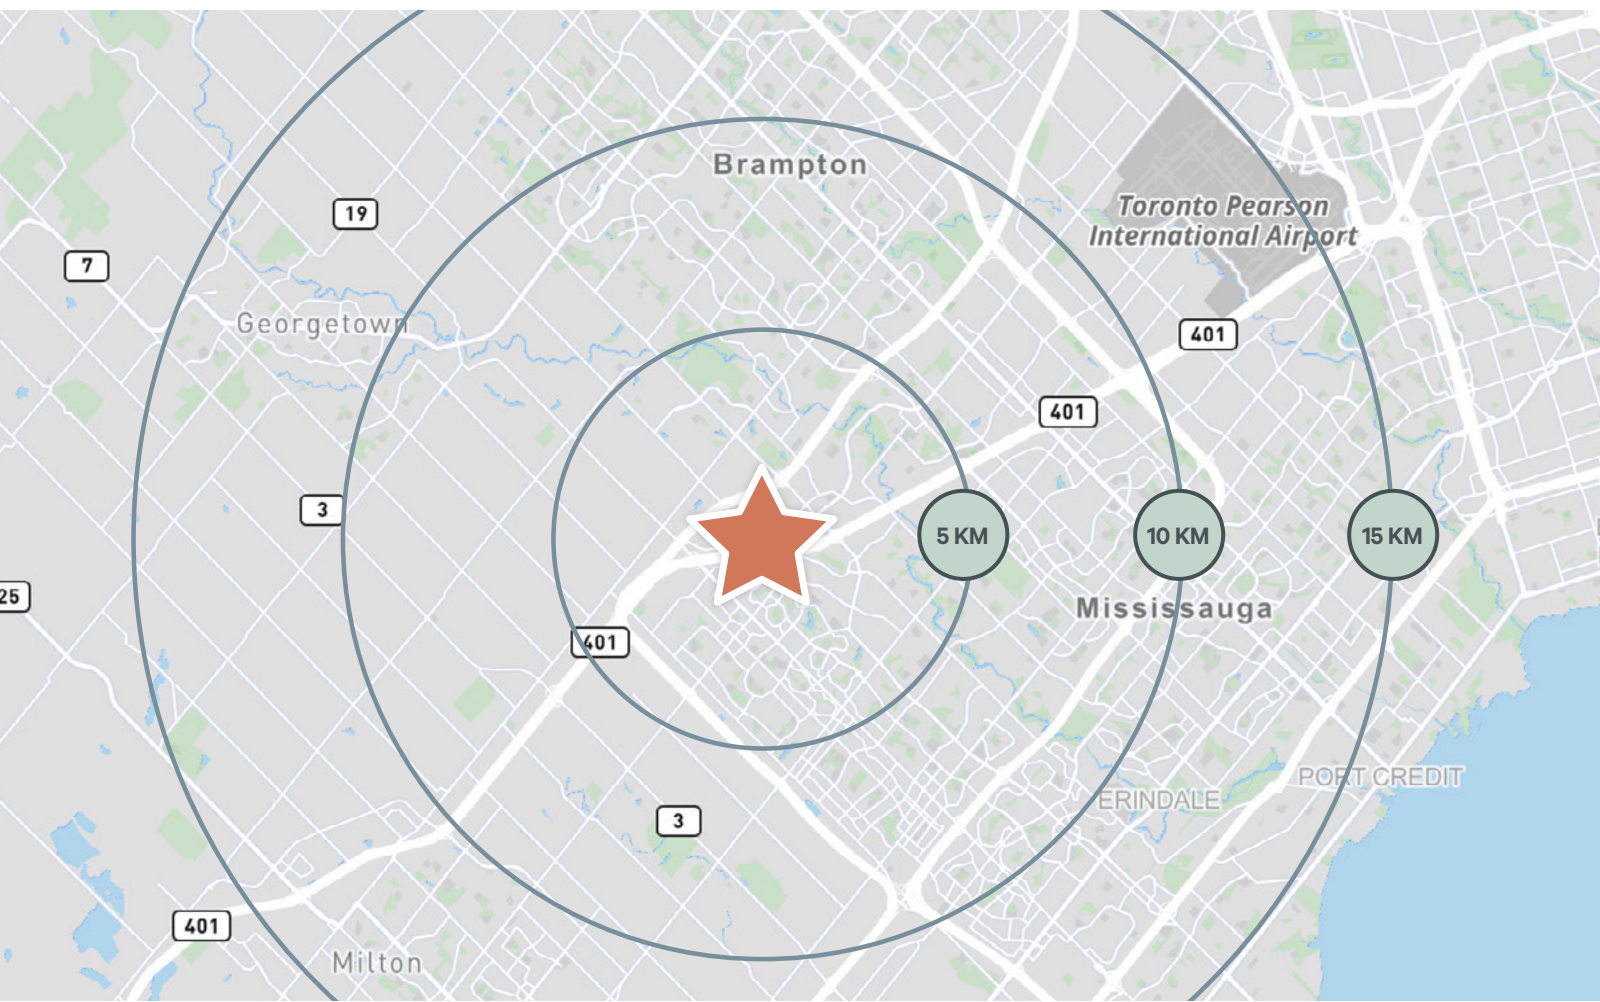 Brampton
19
Toronto Pearson
International Airport
7
Georgetown
401
401
3
5 KM
10 KM
15 KM
25
Mississauga
401
PORT CREDIT
ERINDALE
3
401
Milton